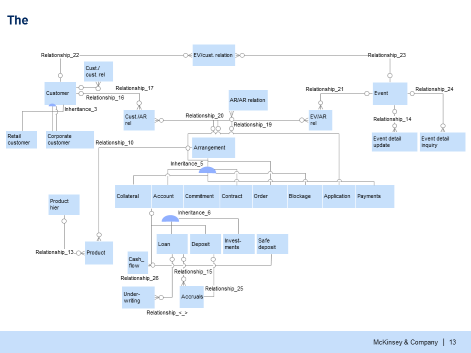 The
Relationship_22
EV/cust. relation
Relationship_23
Cust./
cust. rel
Customer
Relationship_17
Relationship_16
Relationship_21
Event
Relationship_24
AR/AR relation
Inheritance_3
Cust./AR
rel
Relationship_20
Relationship_19
EV/AR
rel
Relationship_14
Retail
customer
Corporate
customer
Relationship_10
Arrangement
Event detail
update
Event detail
inquiry
Inheritance_5
Collateral
Account
Commitment
Contract
Order
Blockage
Application
Payments
Product
hier
Inheritance_6
Relationship_13
Product
Loan
Deposit
Invest-
ments
Safe
deposit
Cash_
flow
Relationship_26
Relationship_15
Under-
writing
Accruals
Relationship_25
Relationship_<_>
McKinsey & Company | 13